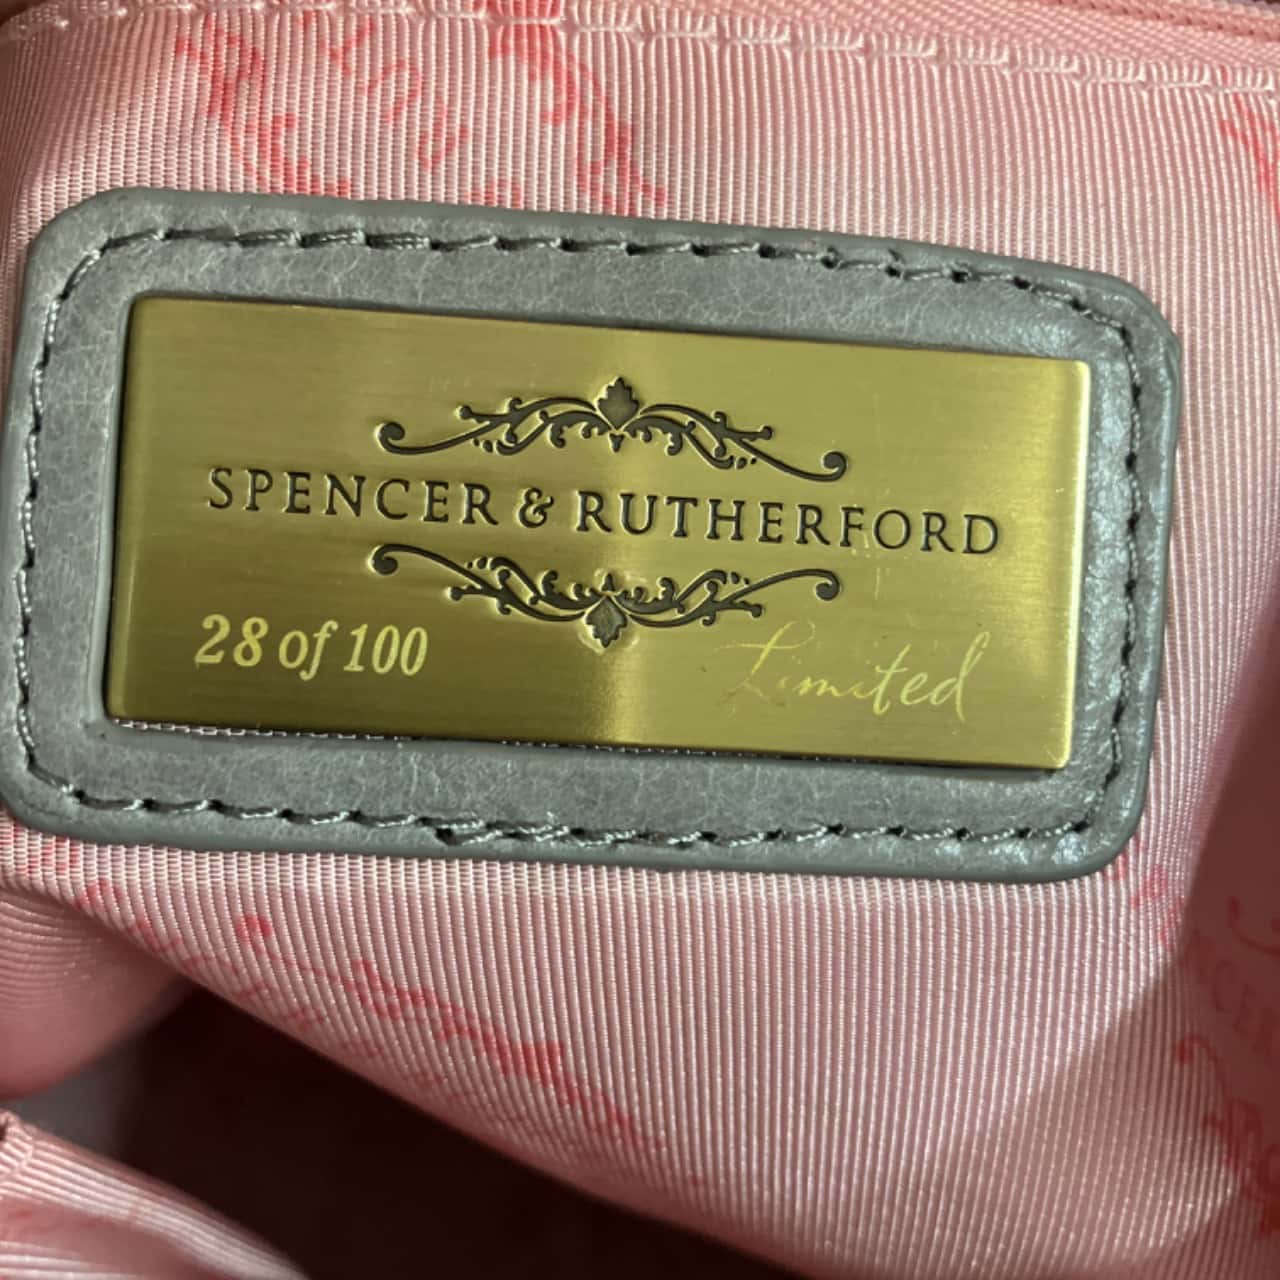 SPENCER & RUTHERFORD
28 of 100
Limited